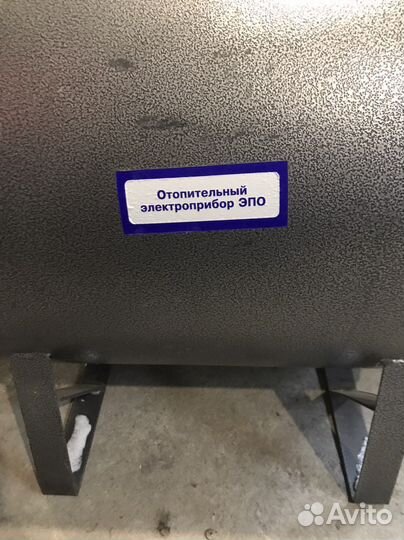 Отопительный
электроприбор ЭПО
Avito